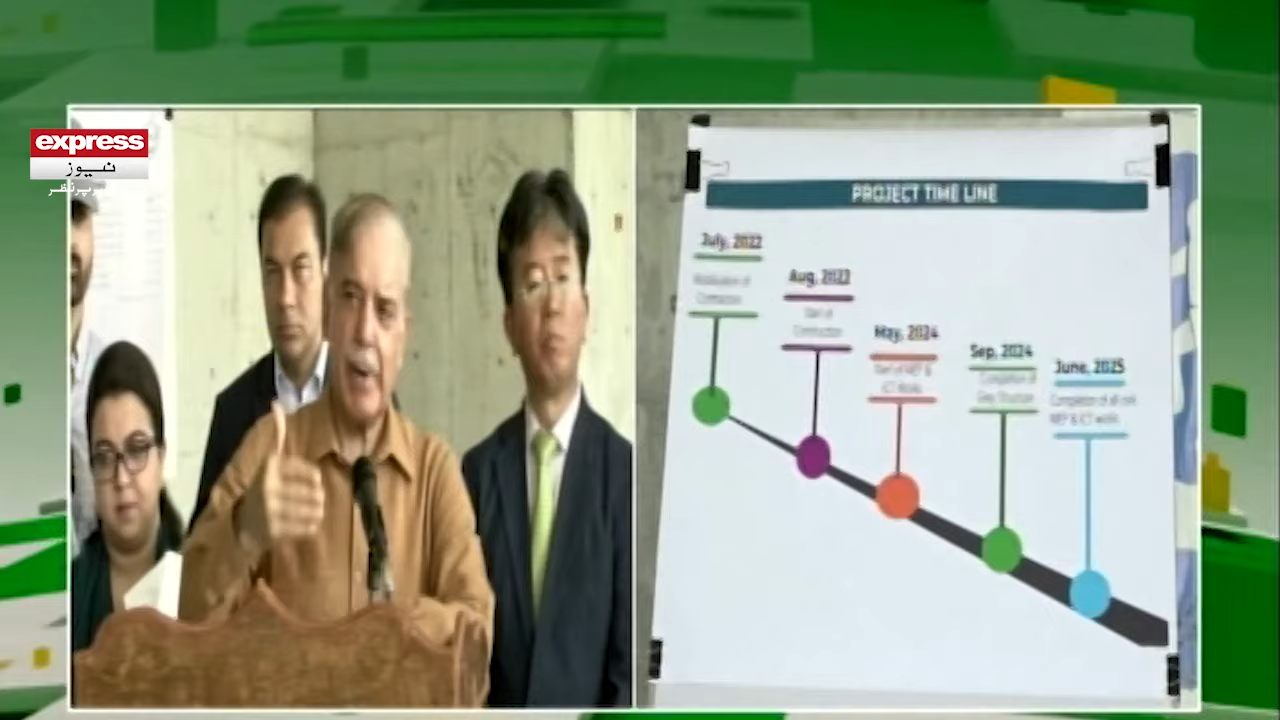 express
نیوز
PROJECT TIME LINE
July, 2022
Mobilization of
Contractor
Aug, 2022
Start of
Construction
May, 2024
Start of MEP &
ICT Works
Sep, 2024
Completion of
Grey Structure
June, 2025
Completion of all civil
MEP & ICT works